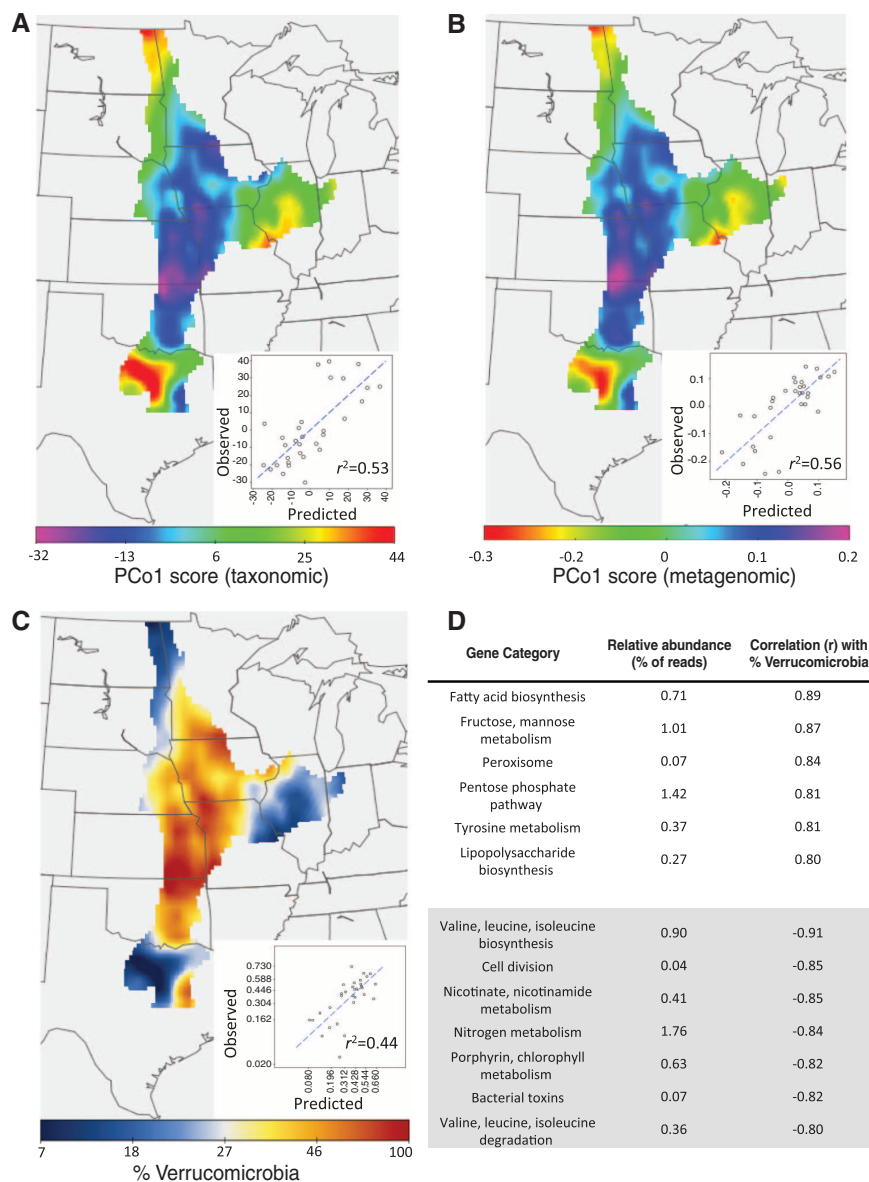 A
B
40
30
20
10
0
-10
-20
-30
Observed
-30
-20
-10
0
10
20
30
40
Predicted
r²=0.53
0.1
0.0
-0.1
-0.2
Observed
-0.2
-0.1
0.0
0.1
Predicted
r²=0.56
-32 -13 6 25 44
PCo1 score (taxonomic)
-0.3 -0.2 0 0.1 0.2
PCo1 score (metagenomic)
C
0.730
0.588
0.446
0.304
0.162
0.020
Observed
0.080
0.196
0.312
0.428
0.544
0.660
Predicted
r²=0.44
7 18 27 46 100
% Verrucomicrobia
D
Gene Category Relative abundance (% of reads) Correlation (r) with % Verrucomicrobia
Fatty acid biosynthesis 0.71 0.89
Fructose, mannose metabolism 1.01 0.87
Peroxisome 0.07 0.84
Pentose phosphate pathway 1.42 0.81
Tyrosine metabolism 0.37 0.81
Lipopolysaccharide biosynthesis 0.27 0.80
Valine, leucine, isoleucine biosynthesis 0.90 -0.91
Cell division 0.04 -0.85
Nicotinate, nicotinamide metabolism 0.41 -0.85
Nitrogen metabolism 1.76 -0.84
Porphyrin, chlorophyll metabolism 0.63 -0.82
Bacterial toxins 0.07 -0.82
Valine, leucine, isoleucine degradation 0.36 -0.80